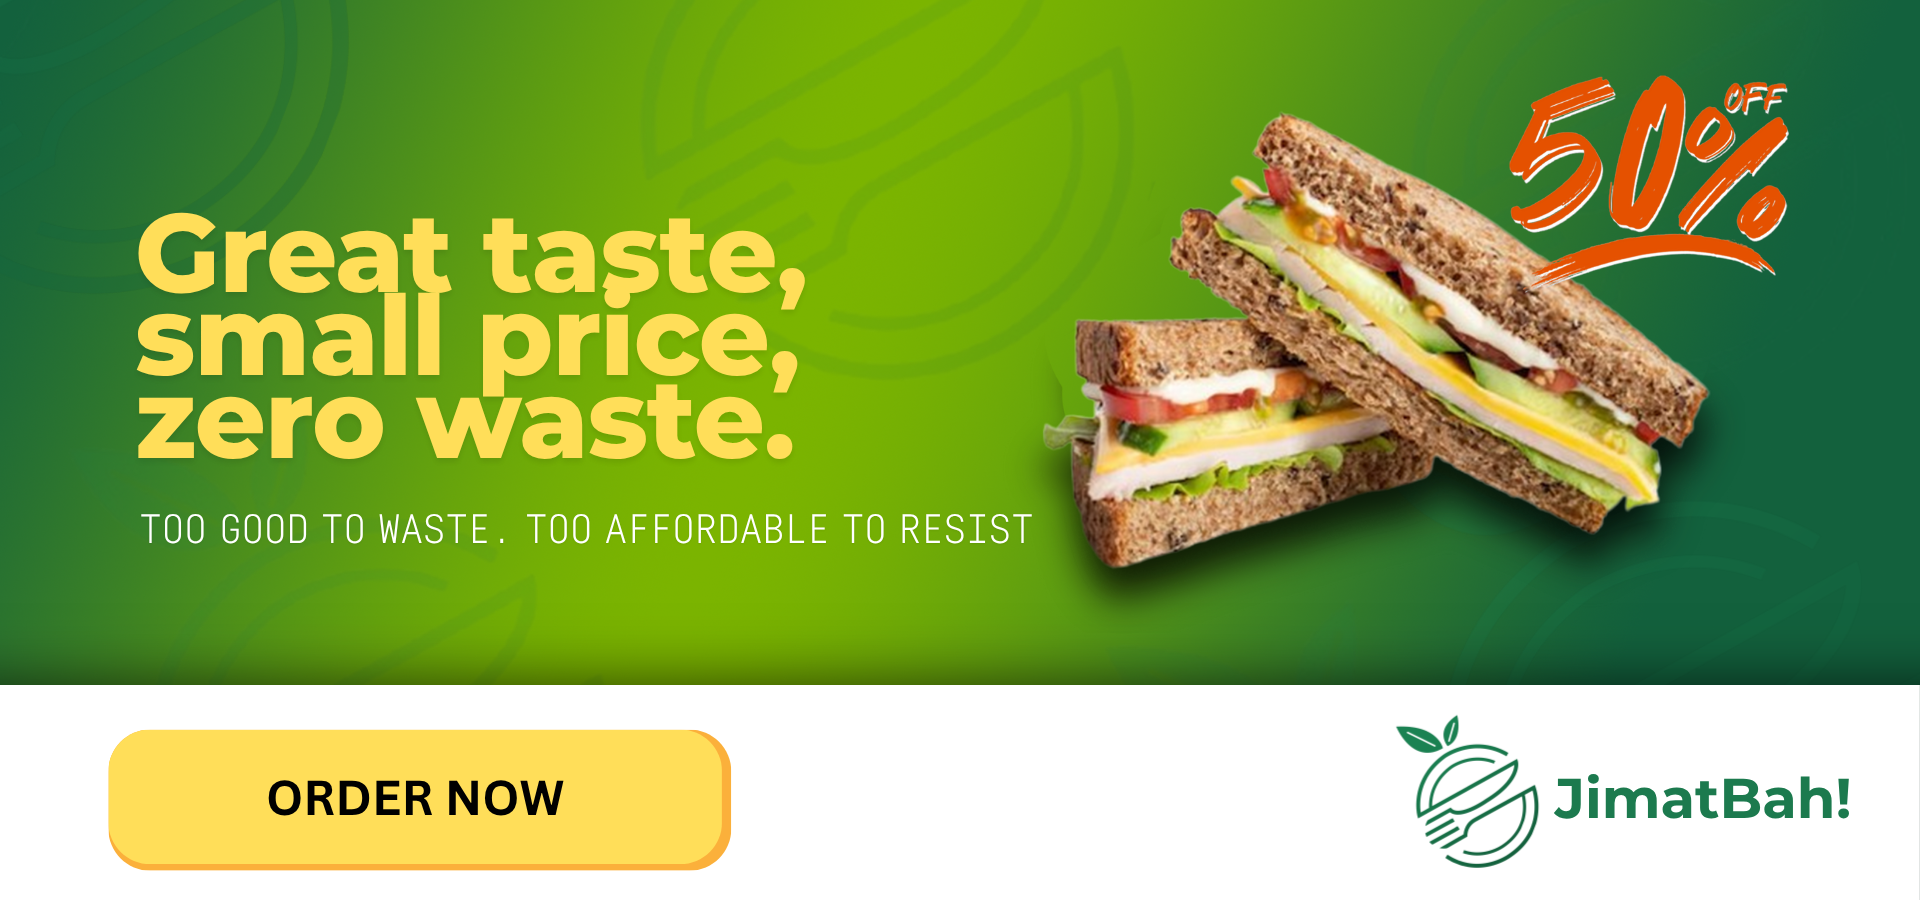 Great taste,
small price,
zero waste.
TOO GOOD TO WASTE. TOO AFFORDABLE TO RESIST
50% OFF
ORDER NOW
JimatBah!